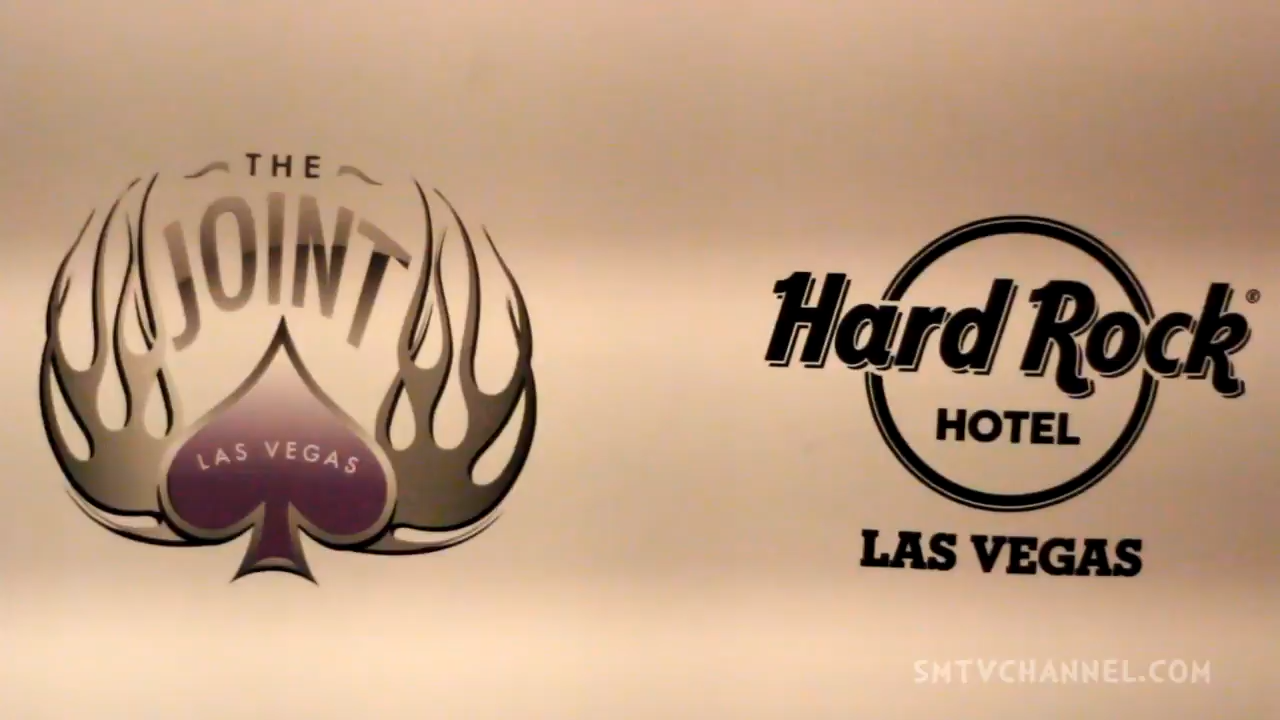 THE
JOINT
LAS VEGAS
Hard Rock®
HOTEL
LAS VEGAS
SMTVCHANNEL.COM